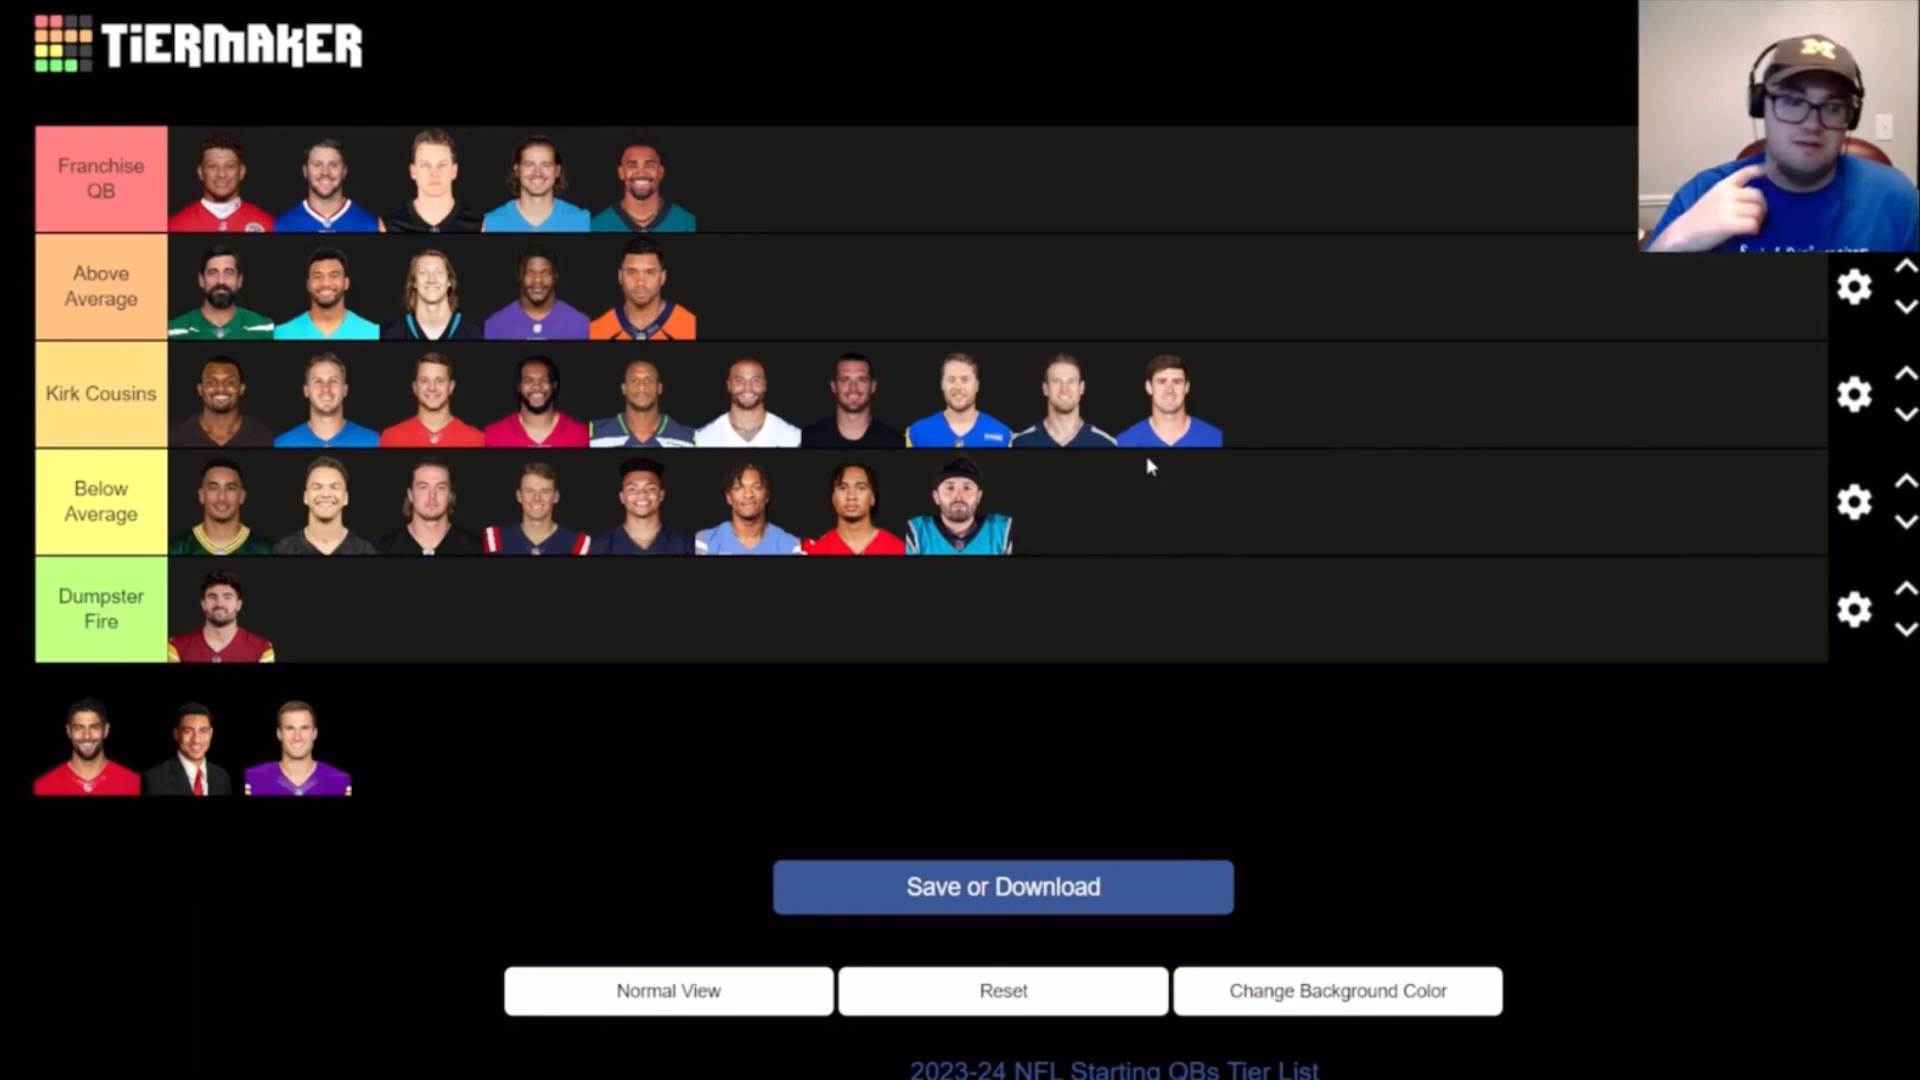 TiERMAKER
M
Franchise
QB
Above
Average
Kirk Cousins
Below
Average
Dumpster
Fire
Save or Download
Normal View
Reset
Change Background Color
2023-24 NFL Starting QBs Tier List